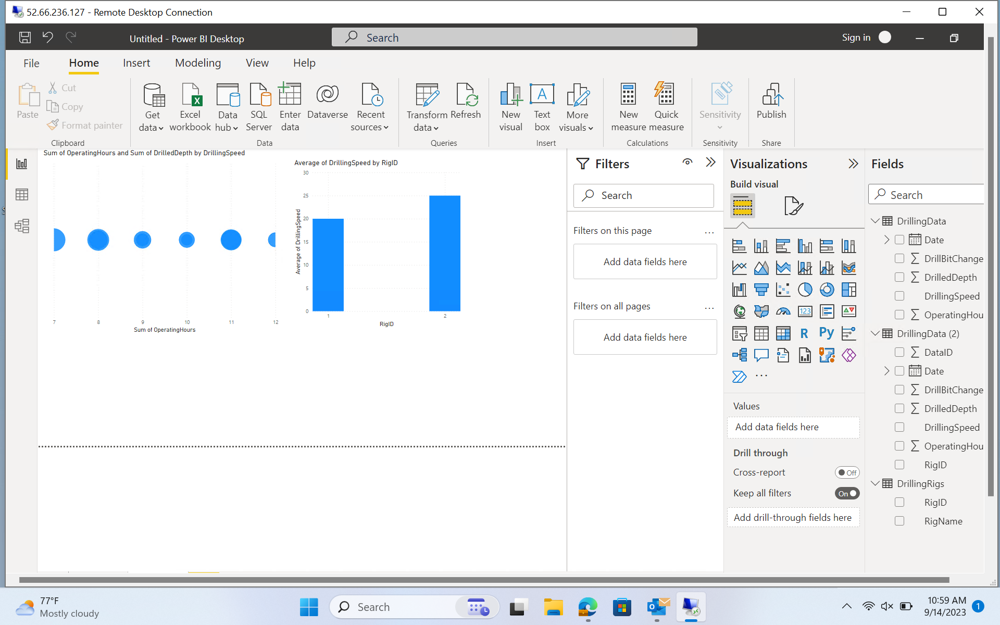 52.66.236.127 - Remote Desktop Connection
Untitled - Power BI Desktop
Search
Sign in
File
Home
Insert
Modeling
View
Help
Paste
Cut
Copy
Format painter
Clipboard
Get data
Excel workbook
Data hub
SQL Server
Enter data
Dataverse
Recent sources
Data
Transform data
Refresh
Queries
New visual
A
Text box
More visuals
Insert
New measure
Quick measure
Calculations
Sensitivity
Sensitivity
Publish
Share
Sum of OperatingHours and Sum of DrilledDepth by DrillingSpeed
7 8 9 10 11 12
Sum of OperatingHours
Average of DrillingSpeed by RigID
Average of DrillingSpeed
30
25
20
15
10
5
0
1 2
RigID
Filters
Search
Filters on this page
Add data fields here
Filters on all pages
Add data fields here
Visualizations
Build visual
123
R
Py
Values
Add data fields here
Drill through
Cross-report
Off
Keep all filters
On
Add drill-through fields here
Fields
Search
DrillingData
Date
DrillBitChange
DrilledDepth
DrillingSpeed
OperatingHou
DrillingData (2)
DataID
Date
DrillBitChange
DrilledDepth
DrillingSpeed
OperatingHou
RigID
DrillingRigs
RigID
RigName
77°F
Mostly cloudy
Search
10:59 AM
9/14/2023
1